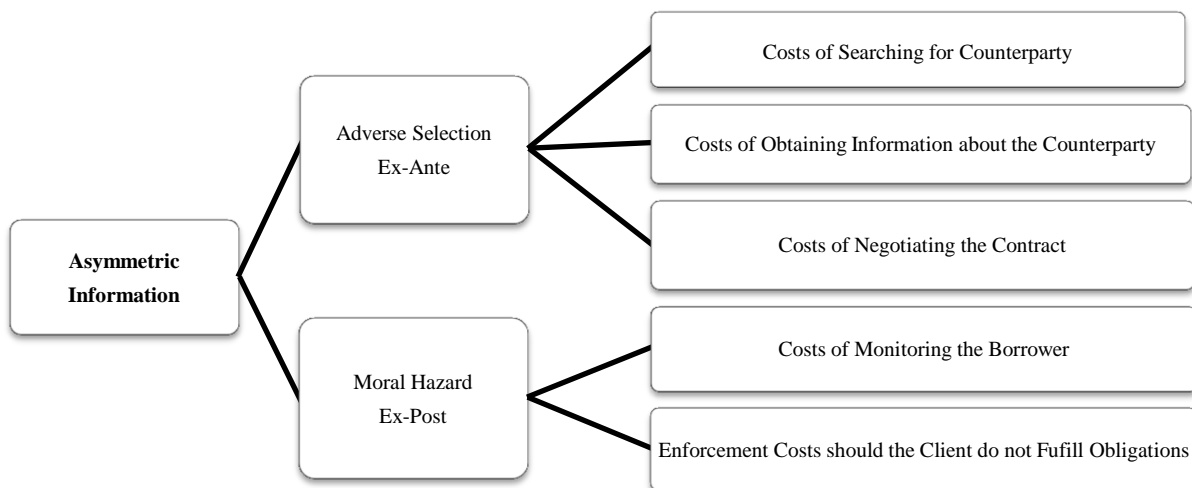 Asymmetric
Information
Adverse Selection
Ex-Ante
Costs of Searching for Counterparty
Costs of Obtaining Information about the Counterparty
Costs of Negotiating the Contract
Moral Hazard
Ex-Post
Costs of Monitoring the Borrower
Enforcement Costs should the Client do not Fufill Obligations